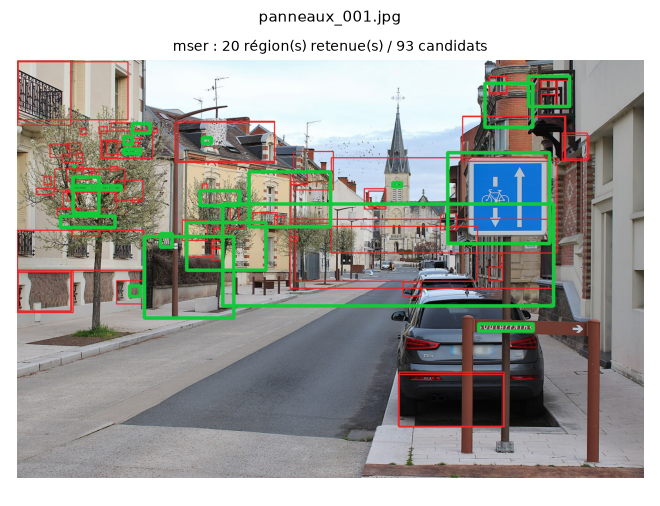 panneaux_001.jpg
mser : 20 région(s) retenue(s) / 93 candidats